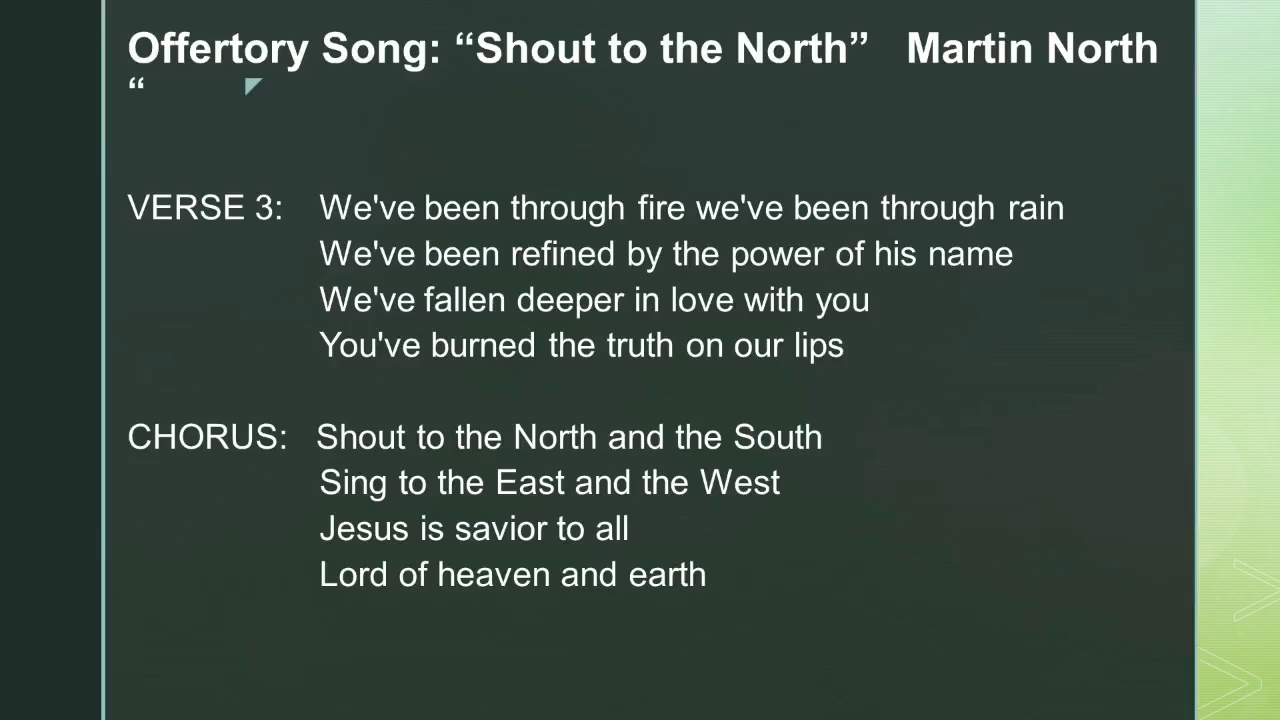 Offertory Song: “Shout to the North”   Martin North
“
VERSE 3:   We've been through fire we've been through rain
We've been refined by the power of his name
We've fallen deeper in love with you
You've burned the truth on our lips
CHORUS:   Shout to the North and the South
Sing to the East and the West
Jesus is savior to all
Lord of heaven and earth